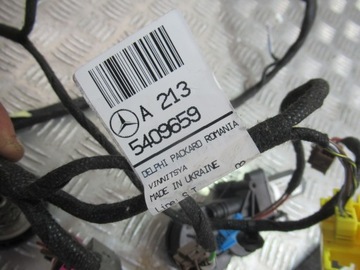 A 213
5409659
DELPHI PACKARD ROMANIA
VINNITSYA
MADE IN UKRAINE